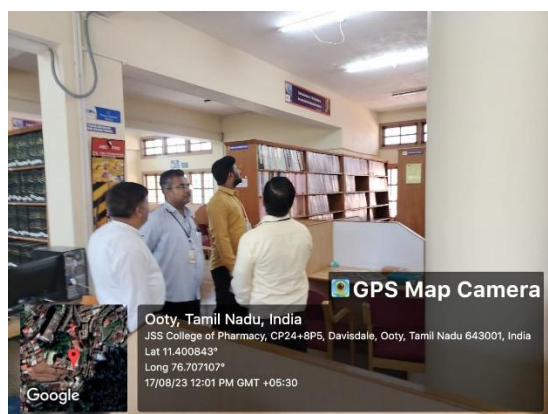 GPS Map Camera
Ooty, Tamil Nadu, India
JSS College of Pharmacy, CP24+8P5, Davisdale, Ooty, Tamil Nadu 643001, India
Lat 11.400843°
Long 76.707107°
17/08/23 12:01 PM GMT +05:30
Google